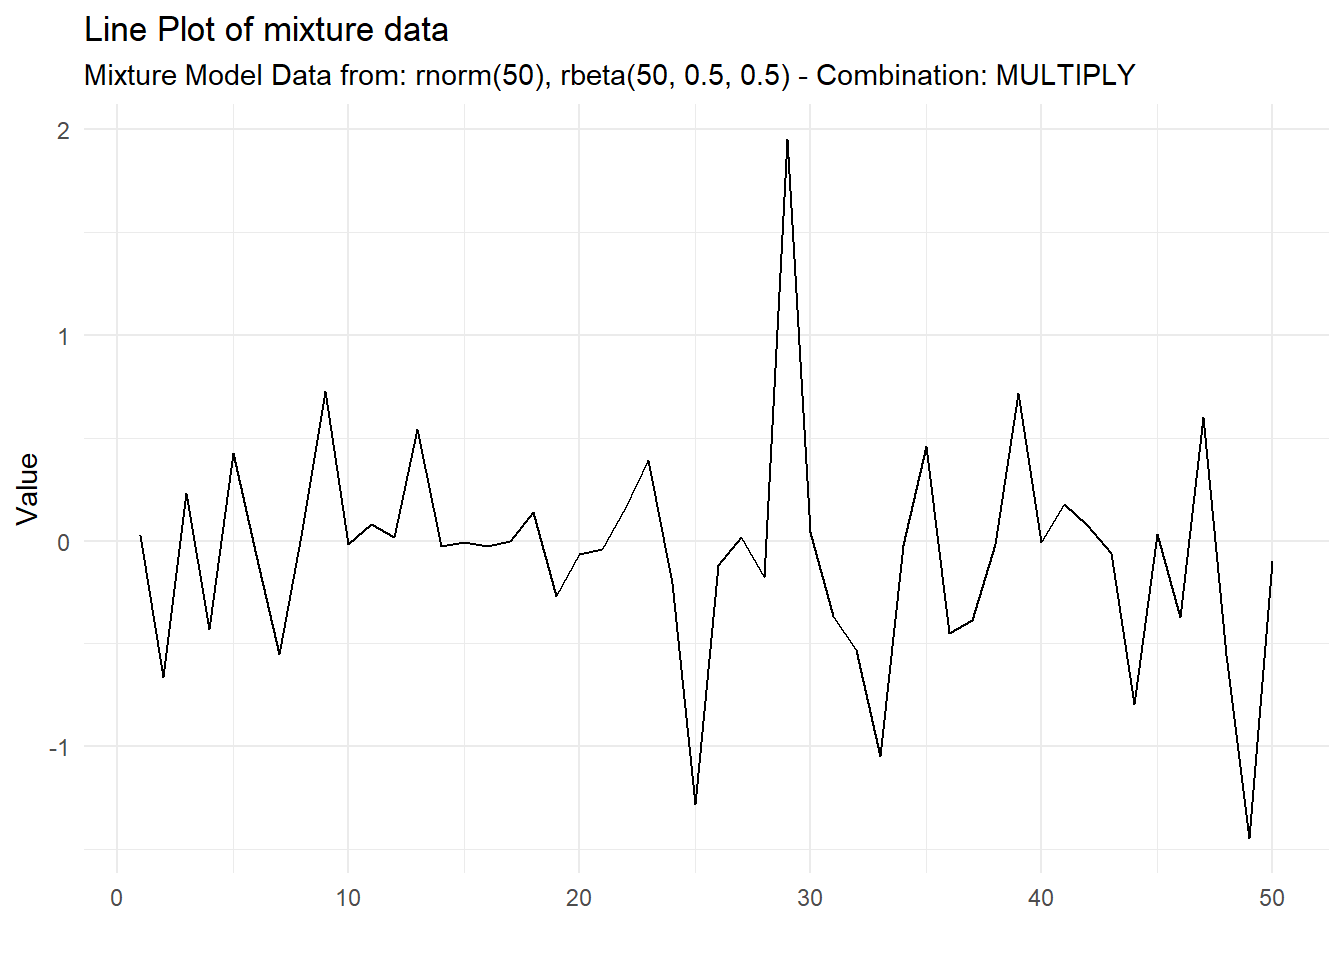 Line Plot of mixture data
Mixture Model Data from: rnorm(50), rbeta(50, 0.5, 0.5) - Combination: MULTIPLY
2
1
0
-1
Value
0 10 20 30 40 50